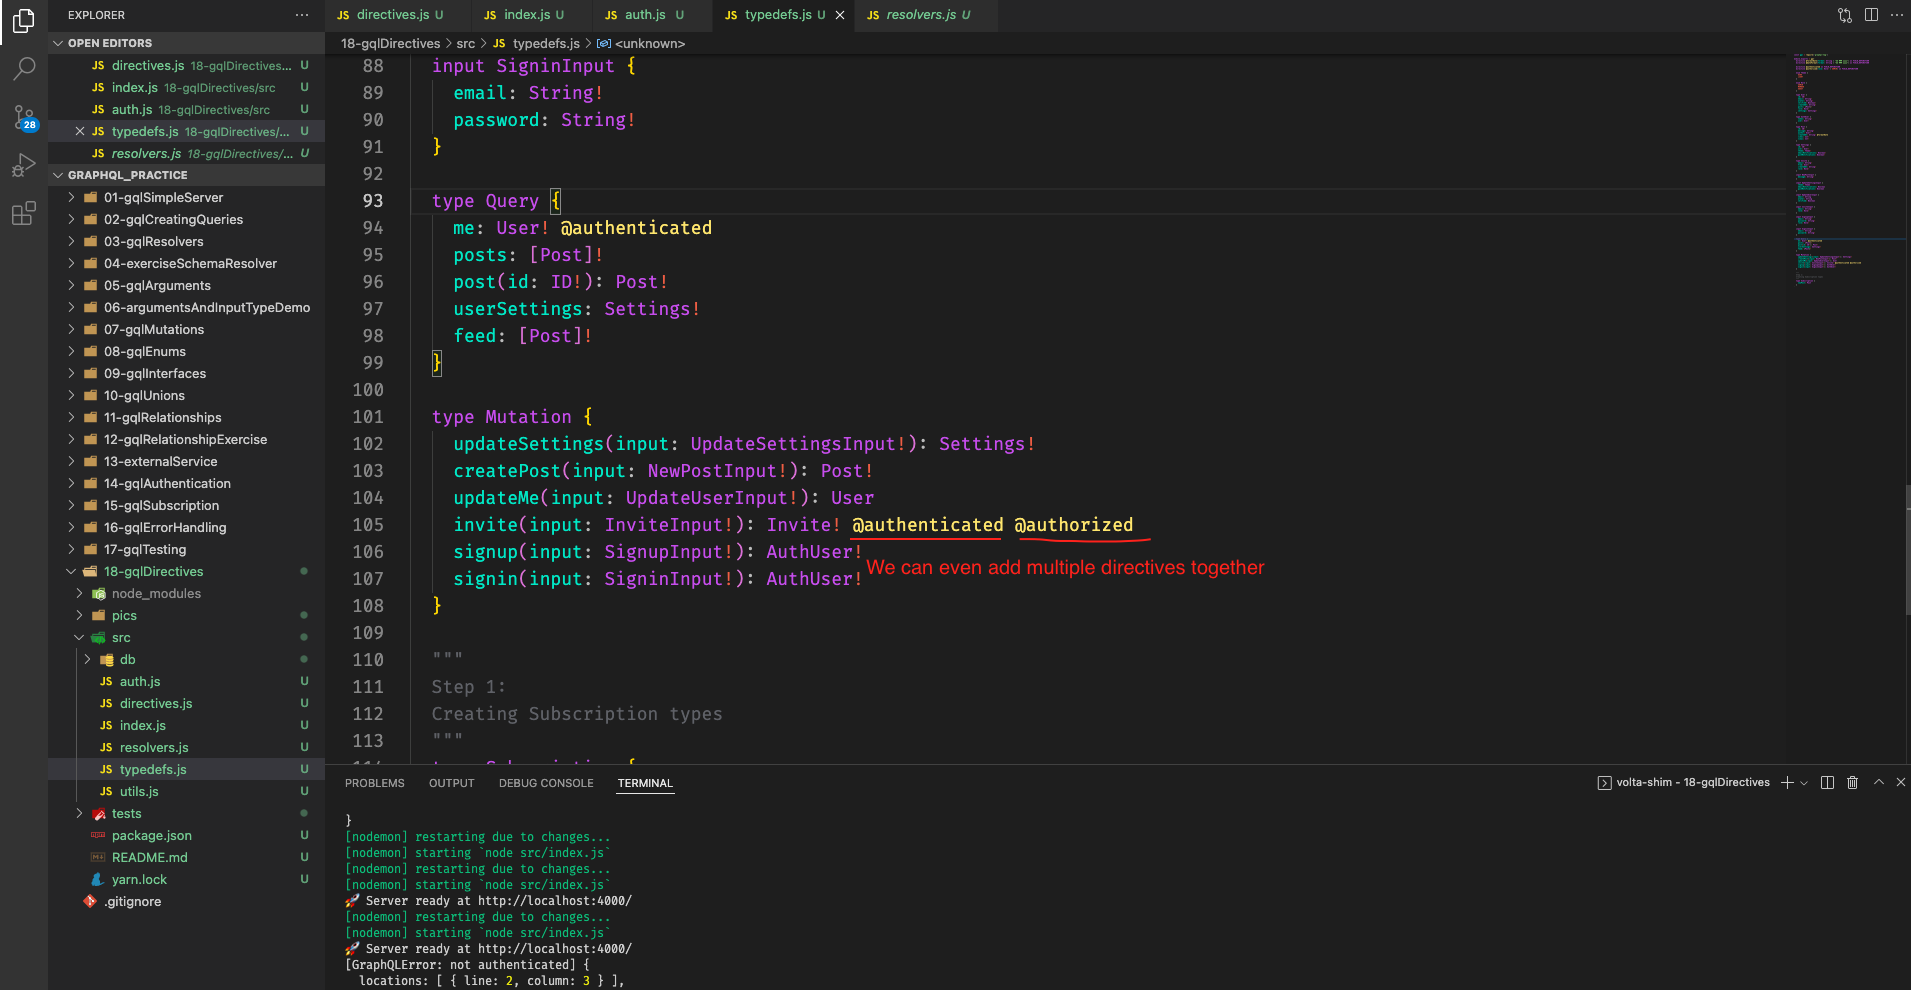 EXPLORER
OPEN EDITORS
JS directives.js 18-gqlDirectives... U
JS index.js 18-gqlDirectives/src U
JS auth.js 18-gqlDirectives/src U
JS typedefs.js 18-gqlDirectives/... U
JS resolvers.js 18-gqlDirectives/... U
28
GRAPHQL_PRACTICE
01-gqlSimpleServer
02-gqlCreatingQueries
03-gqlResolvers
04-exerciseSchemaResolver
05-gqlArguments
06-argumentsAndInputTypeDemo
07-gqlMutations
08-gqlEnums
09-gqlInterfaces
10-gqlUnions
11-gqlRelationships
12-gqlRelationshipExercise
13-externalService
14-gqlAuthentication
15-gqlSubscription
16-gqlErrorHandling
17-gqlTesting
18-gqlDirectives
node_modules
pics
src
db
JS auth.js U
JS directives.js U
JS index.js U
JS resolvers.js U
JS typedefs.js U
JS utils.js U
tests
package.json U
README.md U
yarn.lock U
.gitignore
JS directives.js U JS index.js U JS auth.js U JS typedefs.js U JS resolvers.js U
18-gqlDirectives > src > JS typedefs.js > <unknown>
88 input SigninInput {
89 email: String!
90 password: String!
91 }
92
93 type Query {
94 me: User! @authenticated
95 posts: [Post]!
96 post(id: ID!): Post!
97 userSettings: Settings!
98 feed: [Post]!
99 }
100
101 type Mutation {
102 updateSettings(input: UpdateSettingsInput!): Settings!
103 createPost(input: NewPostInput!): Post!
104 updateMe(input: UpdateUserInput!): User
105 invite(input: InviteInput!): Invite! @authenticated @authorized
106 signup(input: SignupInput!): AuthUser!
We can even add multiple directives together
107 signin(input: SigninInput!): AuthUser!
108 }
109
110 """
111 Step 1:
112 Creating Subscription types
113 """
114 type Subscription {
PROBLEMS OUTPUT DEBUG CONSOLE TERMINAL
volta-shim - 18-gqlDirectives
}
[nodemon] restarting due to changes...
[nodemon] starting `node src/index.js`
[nodemon] restarting due to changes...
[nodemon] starting `node src/index.js`
🚀 Server ready at http://localhost:4000/
[nodemon] restarting due to changes...
[nodemon] starting `node src/index.js`
🚀 Server ready at http://localhost:4000/
[GraphQLError: not authenticated] {
locations: [ { line: 2, column: 3 } ],